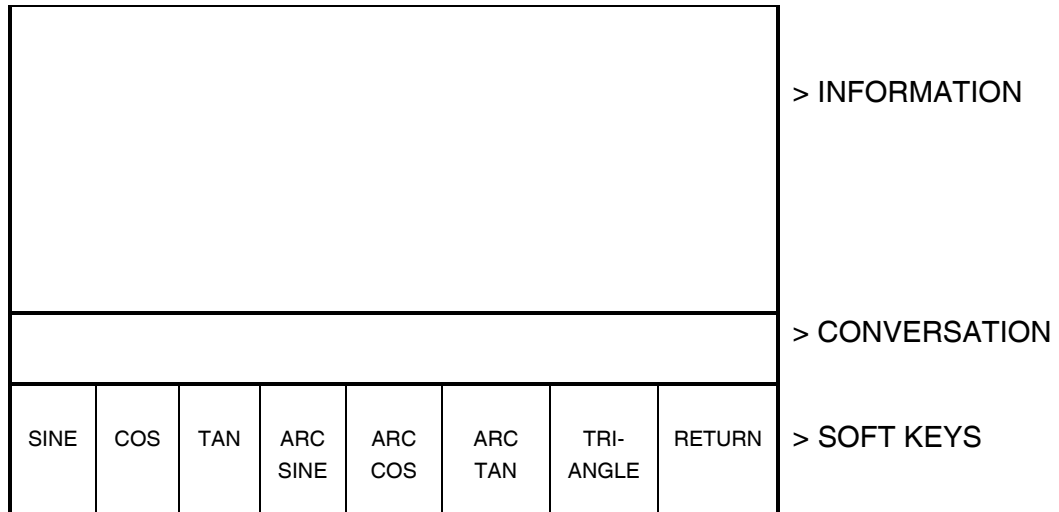 > INFORMATION
> CONVERSATION
SINE COS TAN ARC SINE ARC COS ARC TAN TRI-ANGLE RETURN > SOFT KEYS